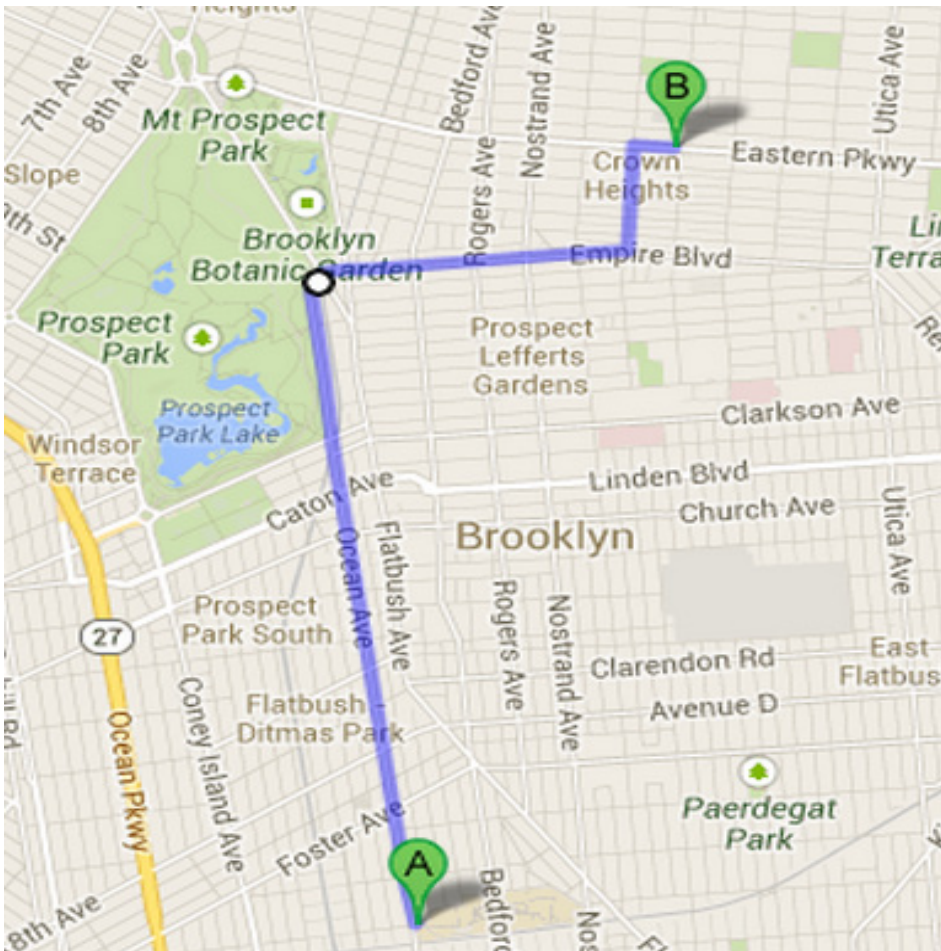 Heights
7th Ave
8th Ave
Bedford Ave
Nostrand Ave
Utica Ave
B
Mt Prospect
Park
Slope
Rogers Ave
Crown
Heights
Eastern Pkwy
9th St
Brooklyn
Botanic Garden
Empire Blvd
Prospect
Park
Prospect
Lefferts
Gardens
Prospect
Park Lake
Clarkson Ave
Windsor
Terrace
Linden Blvd
Caton Ave
Church Ave
Utica Ave
Brooklyn
Ocean Ave
Flatbush Ave
Prospect
Park South
Rogers Ave
Nostrand Ave
27
Clarendon Rd
East
Coney Island Ave
Flatbush -
Ditmas Park
Avenue D
Ocean Pkwy
Paerdegat
Park
Foster Ave
A
8th Ave
Bedford